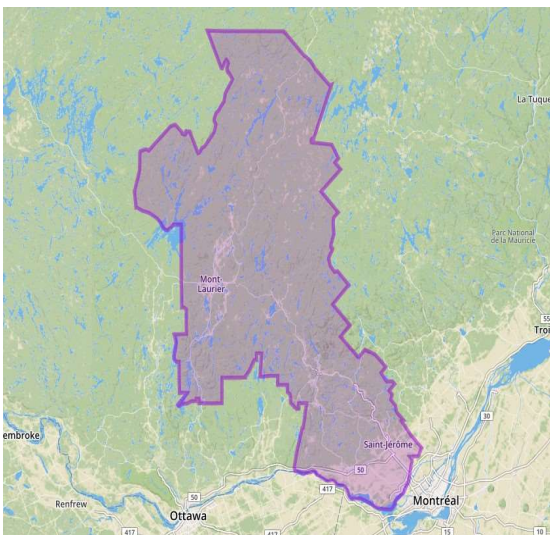 La Tuque
Parc National
de la Mauricie
Mont-
Laurier
55
Troi
30
embroke
Saint-Jérôme
50
417
50
Renfrew
Montréal
Ottawa
417
417
15
10